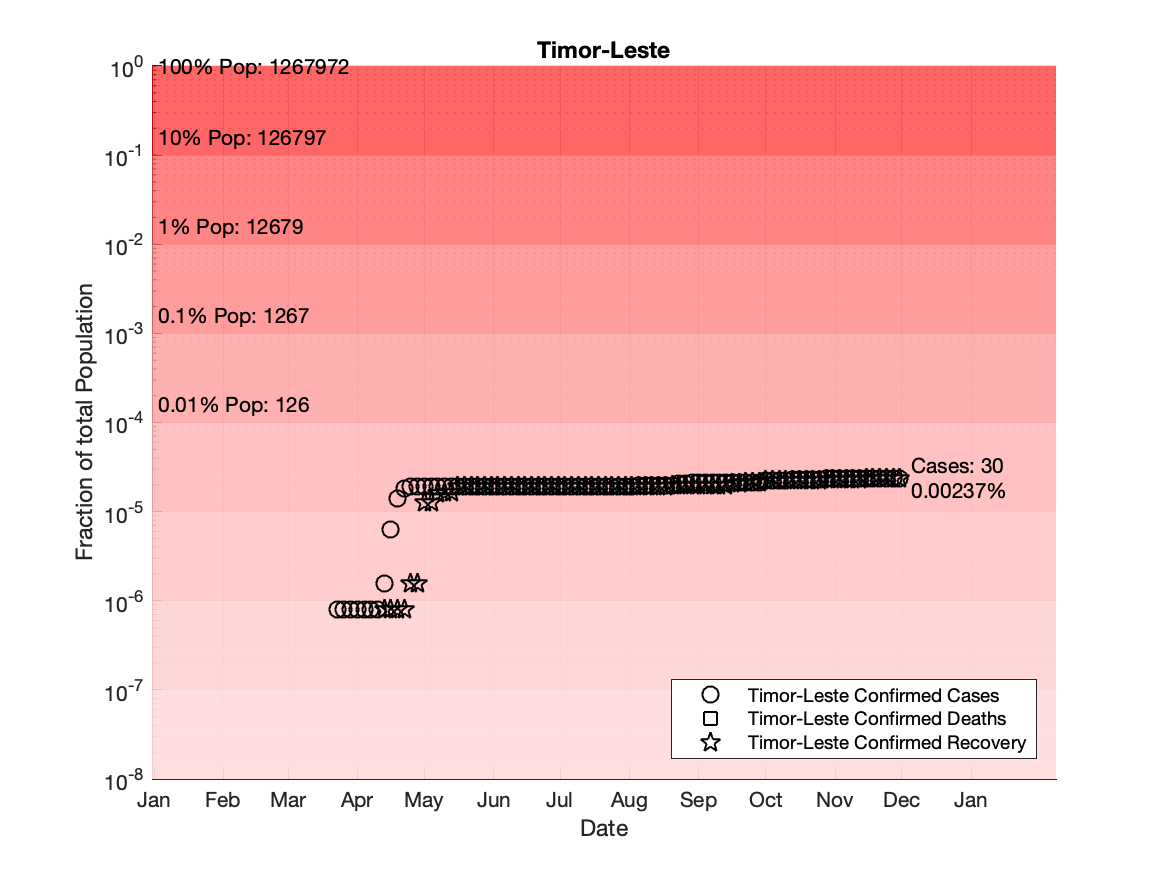 Timor-Leste
10^0
100% Pop: 1267972
10% Pop: 126797
10^-1
1% Pop: 12679
10^-2
0.1% Pop: 1267
10^-3
0.01% Pop: 126
10^-4
Cases: 30
0.00237%
10^-5
10^-6
10^-7
10^-8
Fraction of total Population
Timor-Leste Confirmed Cases
Timor-Leste Confirmed Deaths
Timor-Leste Confirmed Recovery
Jan Feb Mar Apr May Jun Jul Aug Sep Oct Nov Dec Jan
Date